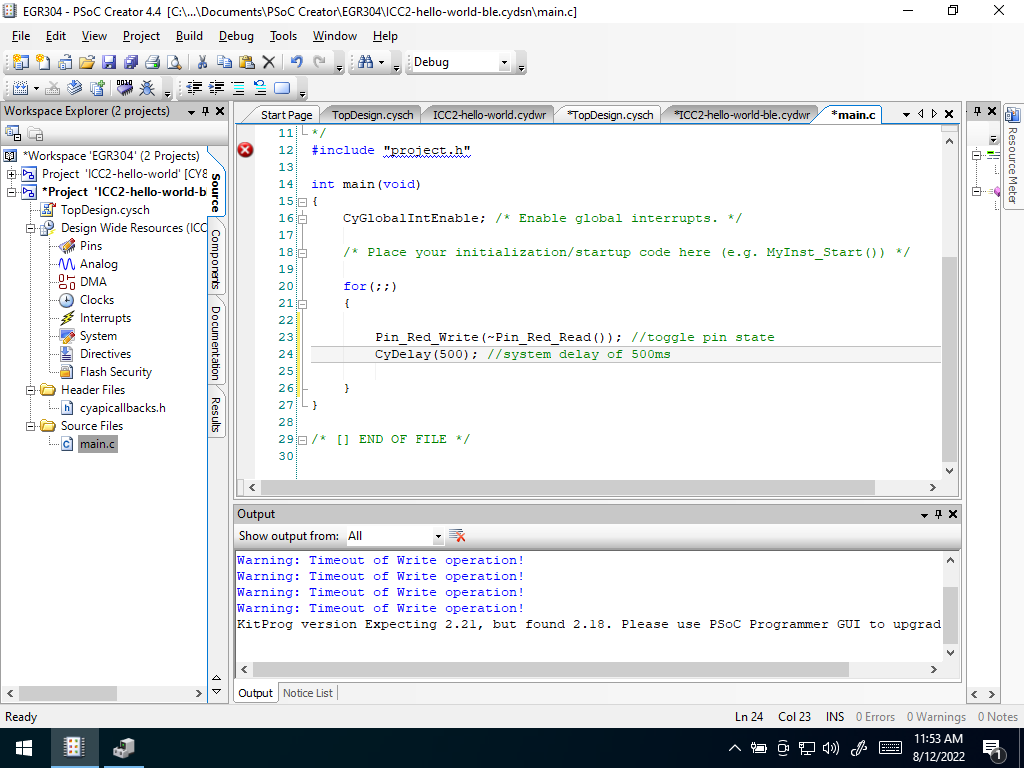 EGR304 - PSoC Creator 4.4 [C:\...\Documents\PSoC Creator\EGR304\ICC2-hello-world-ble.cydsn\main.c]
File Edit View Project Build Debug Tools Window Help
Debug
Workspace Explorer (2 projects)
*Workspace 'EGR304' (2 Projects)
Project 'ICC2-hello-world' [CY8
*Project 'ICC2-hello-world-b
TopDesign.cysch
Design Wide Resources (ICC
Pins
Analog
DMA
Clocks
Interrupts
System
Directives
Flash Security
Header Files
cyapicallbacks.h
Source Files
main.c
Source
Components
Documentation
Results
Start Page TopDesign.cysch ICC2-hello-world.cydwr *TopDesign.cysch *ICC2-hello-world-ble.cydwr *main.c
11 */
12 #include "project.h"
13
14 int main(void)
15 {
16 CyGlobalIntEnable; /* Enable global interrupts. */
17
18 /* Place your initialization/startup code here (e.g. MyInst_Start()) */
19
20 for(;;)
21 {
22
23 Pin_Red_Write(~Pin_Red_Read()); //toggle pin state
24 CyDelay(500); //system delay of 500ms
25
26 }
27 }
28
29 /* [] END OF FILE */
30
Resource Meter
Output
Show output from: All
Warning: Timeout of Write operation!
Warning: Timeout of Write operation!
Warning: Timeout of Write operation!
Warning: Timeout of Write operation!
KitProg version Expecting 2.21, but found 2.18. Please use PSoC Programmer GUI to upgrad
Output Notice List
Ready Ln 24 Col 23 INS 0 Errors 0 Warnings 0 Notes
11:53 AM
8/12/2022
1